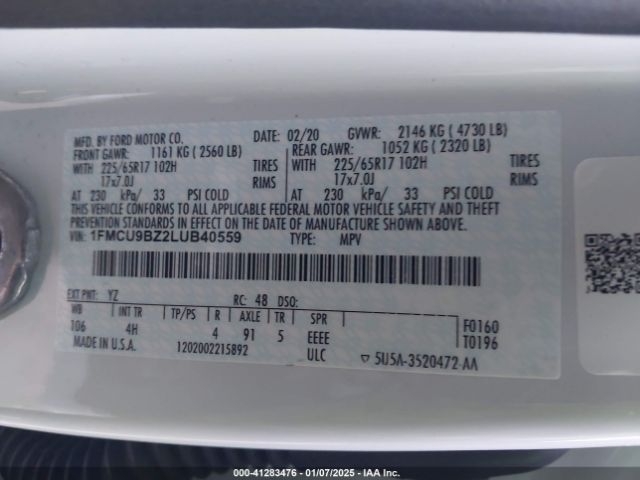 MFD. BY FORD MOTOR CO. DATE: 02/20 GVWR: 2146 KG ( 4730 LB)
FRONT GAWR: 1161 KG ( 2560 LB) REAR GAWR: 1052 KG ( 2320 LB)
WITH 225/65R17 102H TIRES WITH 225/65R17 102H TIRES
17x7.0J RIMS 17x7.0J RIMS
AT 230 kPa/ 33 PSI COLD AT 230 kPa/ 33 PSI COLD
THIS VEHICLE CONFORMS TO ALL APPLICABLE FEDERAL MOTOR VEHICLE SAFETY AND THEFT
PREVENTION STANDARDS IN EFFECT ON THE DATE OF MANUFACTURE SHOWN ABOVE.
VIN: 1FMCU9BZ2LUB40559 TYPE: MPV
EXT PNT: YZ RC: 48 DSO:
WB INT TR TP/PS R AXLE TR SPR
106 4H 4 91 5 EEEE
ULC
F0160
T0196
MADE IN U.S.A. 1202002215892
▽ 5U5A-3520472-AA
000-41283476 - 01/07/2025 - IAA Inc.